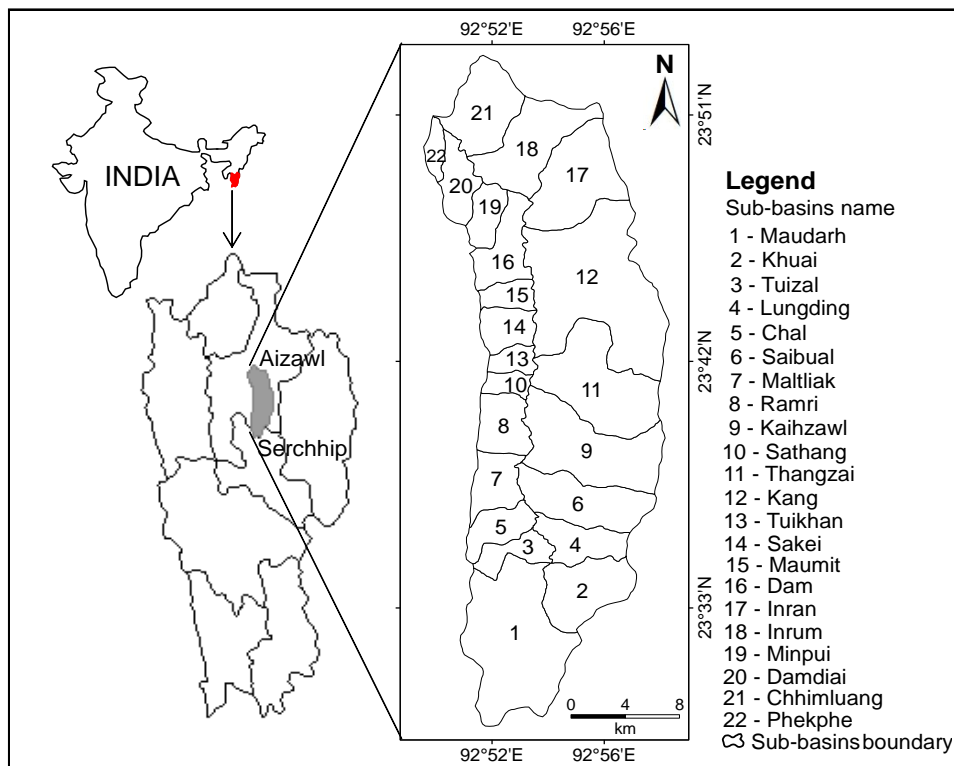 INDIA
Aizawl
Serchhip
92°52'E 92°56'E
N
23°51'N
23°42'N
23°33'N
21
18
22
17
20
19
16
12
15
14
13
10
11
8
9
7
6
5
4
3
2
1
0 4 8
km
92°52'E 92°56'E
Legend
Sub-basins name
1 - Maudarh
2 - Khuai
3 - Tuizal
4 - Lungding
5 - Chal
6 - Saibual
7 - Maltliak
8 - Ramri
9 - Kaihzawl
10 - Sathang
11 - Thangzai
12 - Kang
13 - Tuikhan
14 - Sakei
15 - Maumit
16 - Dam
17 - Inran
18 - Inrum
19 - Minpui
20 - Damdiai
21 - Chhimluang
22 - Phekphe
Sub-basins boundary